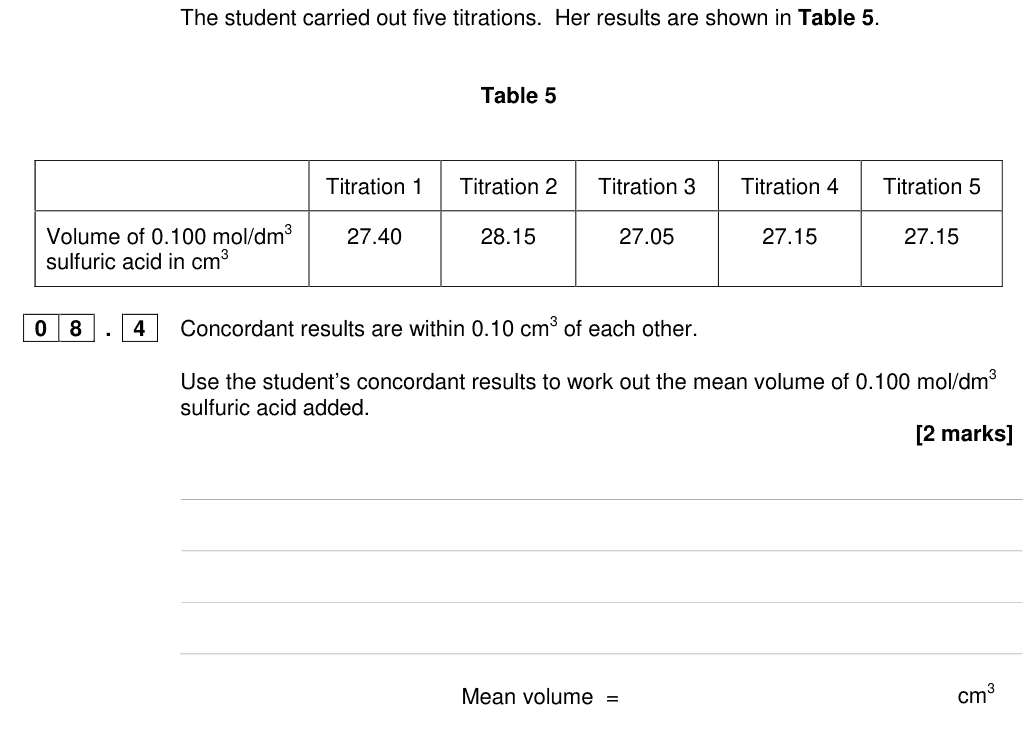 The student carried out five titrations. Her results are shown in Table 5.
Table 5
Titration 1 Titration 2 Titration 3 Titration 4 Titration 5
Volume of 0.100 mol/dm³ 27.40 28.15 27.05 27.15 27.15
sulfuric acid in cm³
0 8 . 4 Concordant results are within 0.10 cm³ of each other.
Use the student’s concordant results to work out the mean volume of 0.100 mol/dm³
sulfuric acid added.
[2 marks]
Mean volume = cm³